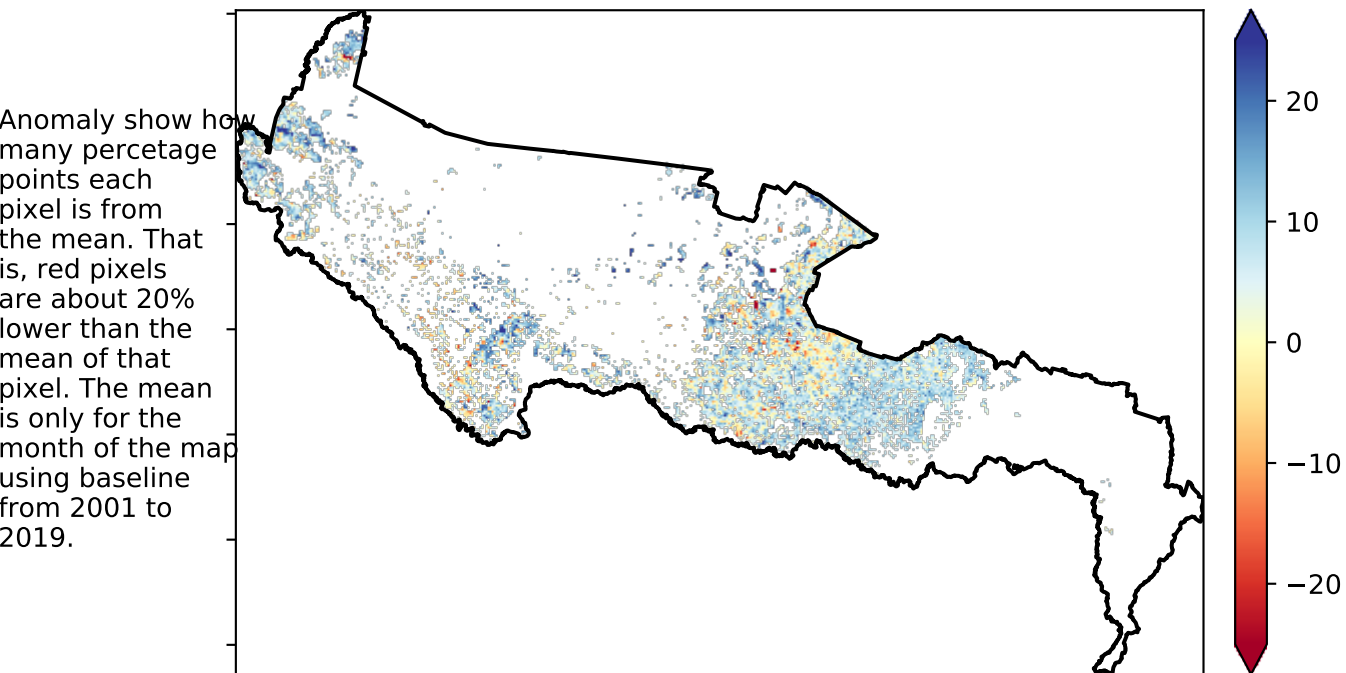 Anomaly show how
many percetage
points each
pixel is from
the mean. That
is, red pixels
are about 20%
lower than the
mean of that
pixel. The mean
is only for the
month of the map
using baseline
from 2001 to
2019.
20
10
0
−10
−20